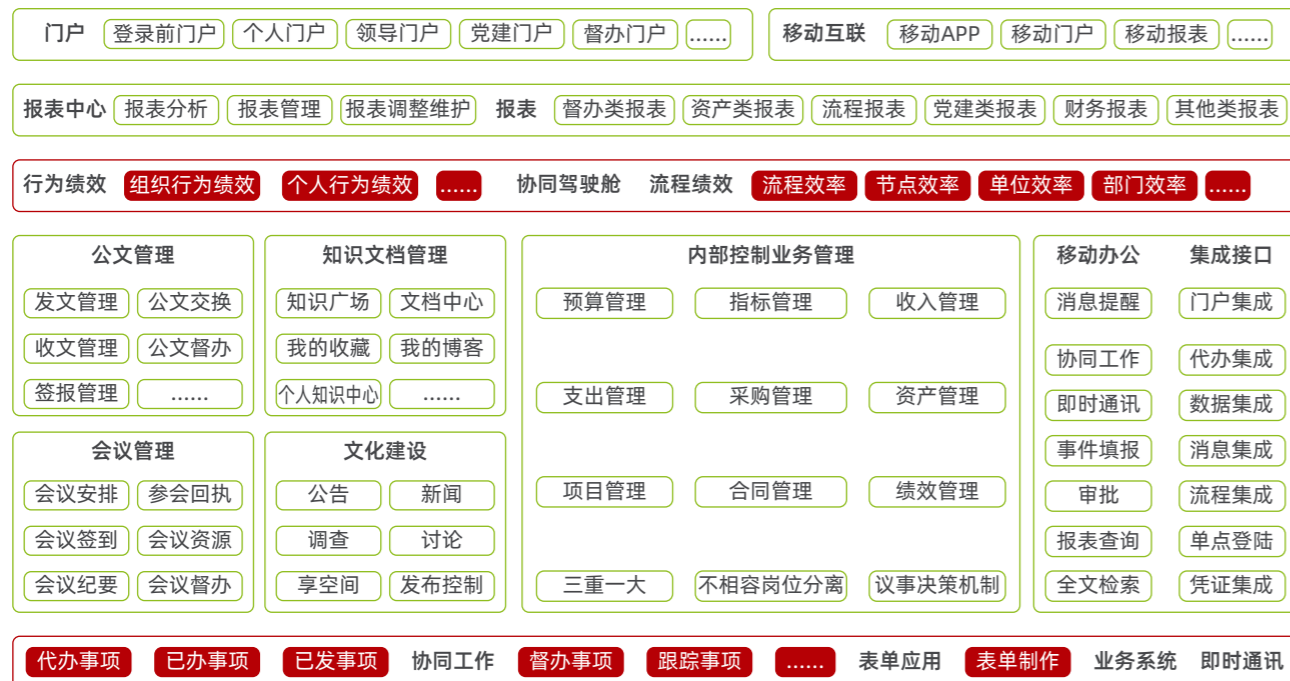 门户 登录前门户 个人门户 领导门户 党建门户 督办门户 ......
移动互联 移动APP 移动门户 移动报表 ......
报表中心 报表分析 报表管理 报表调整维护 报表 督办类报表 资产类报表 流程报表 党建类报表 财务报表 其他类报表
行为绩效 组织行为绩效 个人行为绩效 ...... 协同驾驶舱 流程绩效 流程效率 节点效率 单位效率 部门效率 ......
公文管理
发文管理 公文交换
收文管理 公文督办
签报管理 ......
知识文档管理
知识广场 文档中心
我的收藏 我的博客
个人知识中心 ......
会议管理
会议安排 参会回执
会议签到 会议资源
会议纪要 会议督办
文化建设
公告 新闻
调查 讨论
享空间 发布控制
内部控制业务管理
预算管理 指标管理 收入管理
支出管理 采购管理 资产管理
项目管理 合同管理 绩效管理
三重一大 不相容岗位分离 议事决策机制
移动办公 集成接口
消息提醒 门户集成
协同工作 代办集成
即时通讯 数据集成
事件填报 消息集成
审批 流程集成
报表查询 单点登陆
全文检索 凭证集成
代办事项 已办事项 已发事项 协同工作 督办事项 跟踪事项 ...... 表单应用 表单制作 业务系统 即时通讯